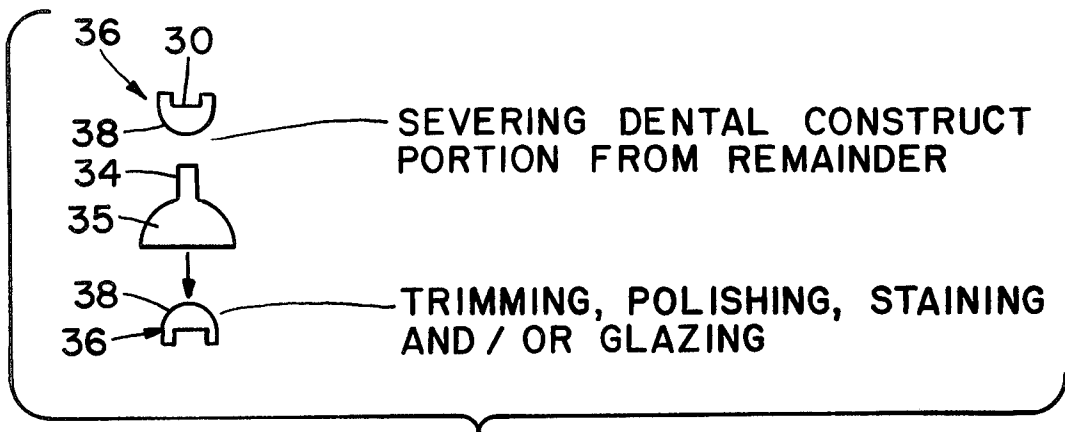 36 30
38
SEVERING DENTAL CONSTRUCT
PORTION FROM REMAINDER
34
35
38
36
TRIMMING, POLISHING, STAINING
AND / OR GLAZING